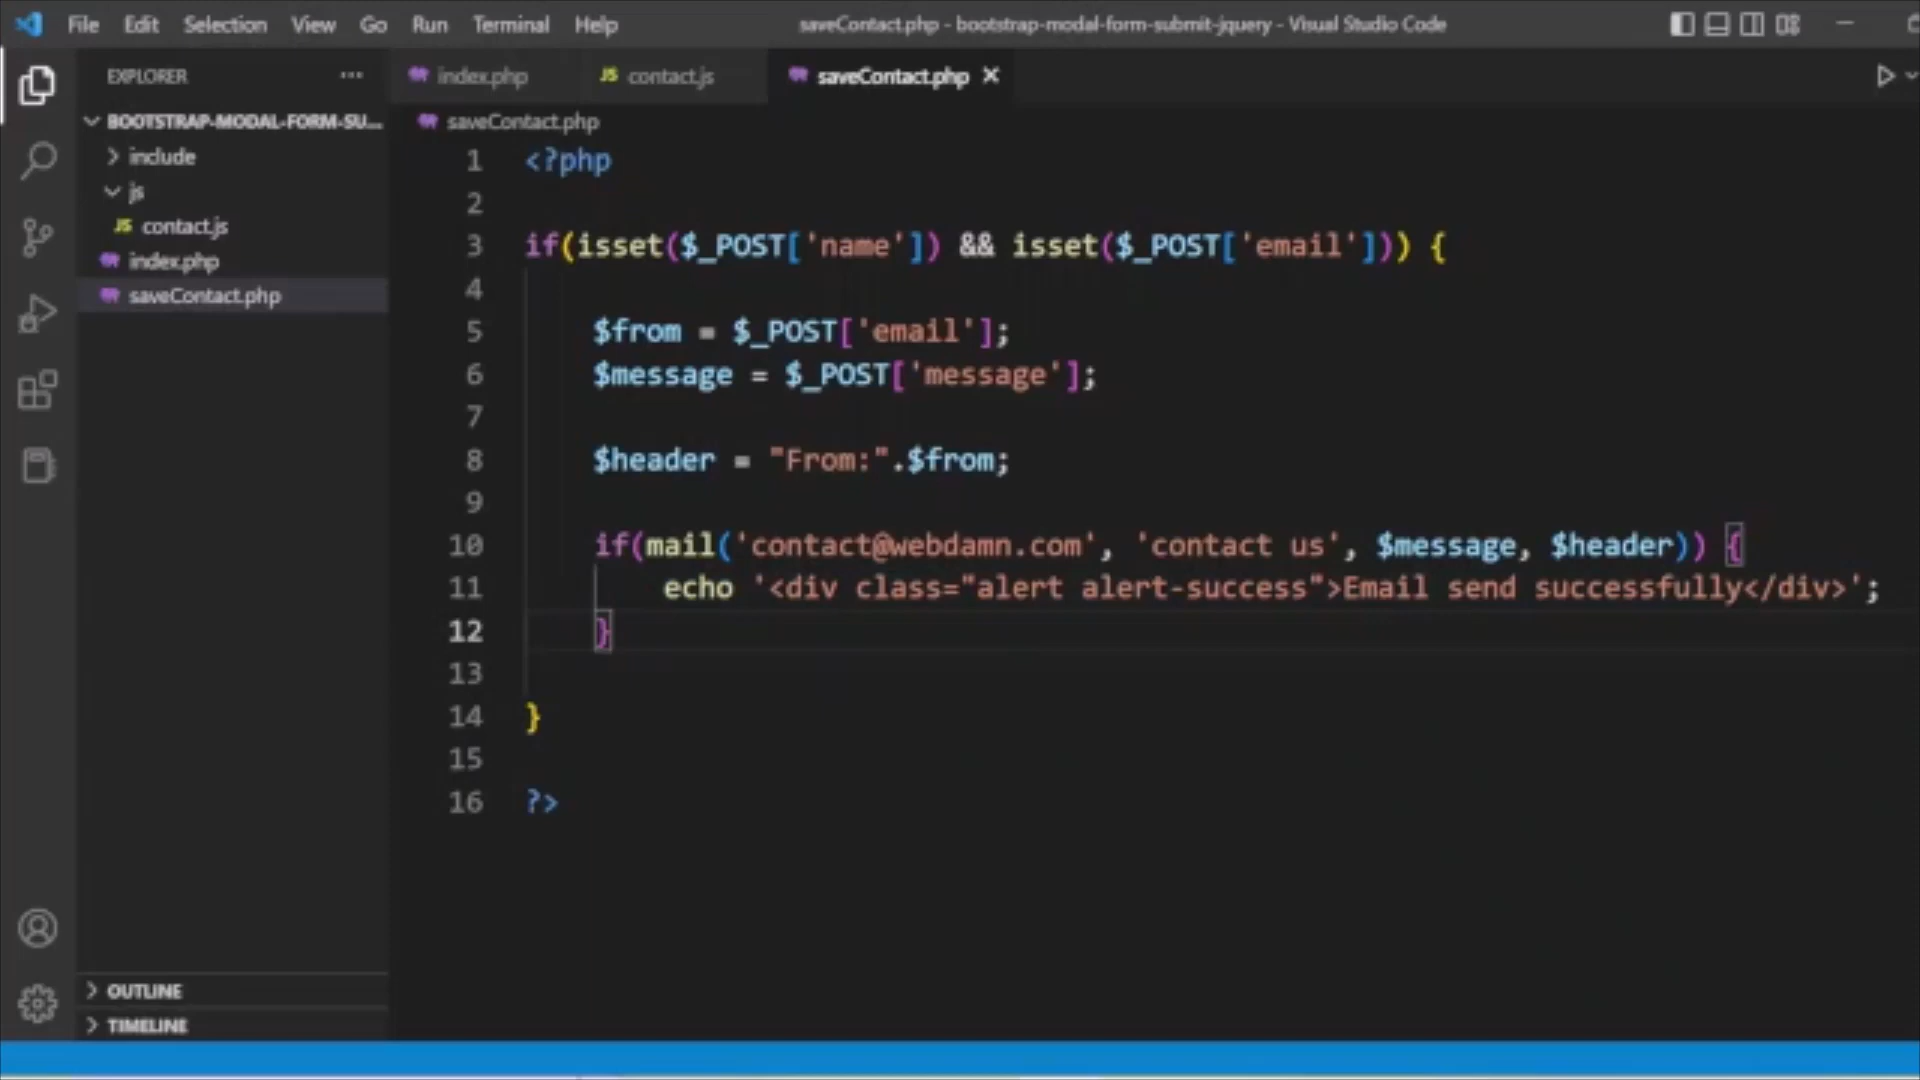 File Edit Selection View Go Run Terminal Help
saveContact.php - bootstrap-modal-form-submit-jquery - Visual Studio Code
EXPLORER
BOOTSTRAP-MODAL-FORM-SU...
include
js
JS contact.js
index.php
saveContact.php
OUTLINE
TIMELINE
index.php
JS contact.js
saveContact.php
saveContact.php
1 <?php
2
3 if(isset($_POST['name']) && isset($_POST['email'])) {
4
5 $from = $_POST['email'];
6 $message = $_POST['message'];
7
8 $header = "From:".$from;
9
10 if(mail('contact@webdamn.com', 'contact us', $message, $header)) {
11 echo '<div class="alert alert-success">Email send successfully</div>';
12 }
13
14 }
15
16 ?>